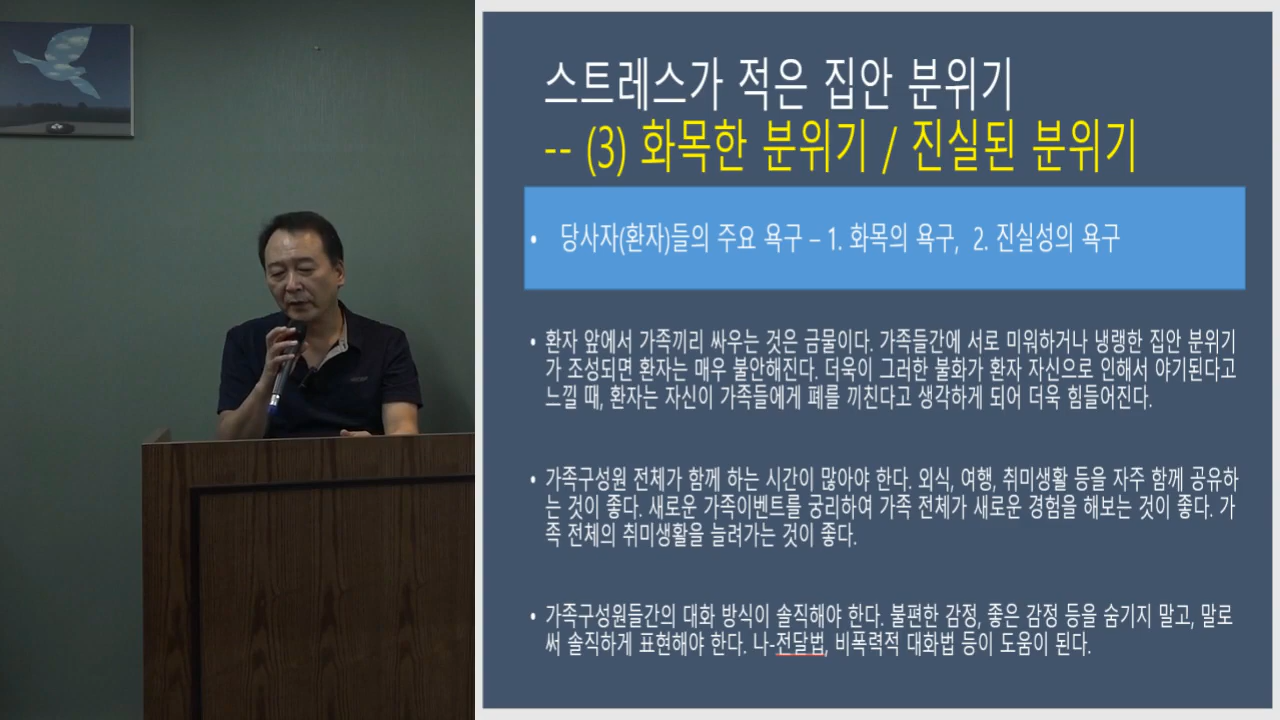 스트레스가 적은 집안 분위기
-- (3) 화목한 분위기 / 진실된 분위기
• 당사자(환자)들의 주요 욕구 – 1. 화목의 욕구, 2. 진실성의 욕구
• 환자 앞에서 가족끼리 싸우는 것은 금물이다. 가족들간에 서로 미워하거나 냉랭한 집안 분위기
가 조성되면 환자는 매우 불안해진다. 더욱이 그러한 불화가 환자 자신으로 인해서 야기된다고
느낄 때, 환자는 자신이 가족들에게 폐를 끼친다고 생각하게 되어 더욱 힘들어진다.
• 가족구성원 전체가 함께 하는 시간이 많아야 한다. 외식, 여행, 취미생활 등을 자주 함께 공유하
는 것이 좋다. 새로운 가족이벤트를 궁리하여 가족 전체가 새로운 경험을 해보는 것이 좋다. 가
족 전체의 취미생활을 늘려가는 것이 좋다.
• 가족구성원들간의 대화 방식이 솔직해야 한다. 불편한 감정, 좋은 감정 등을 숨기지 말고, 말로
써 솔직하게 표현해야 한다. 나-전달법, 비폭력적 대화법 등이 도움이 된다.